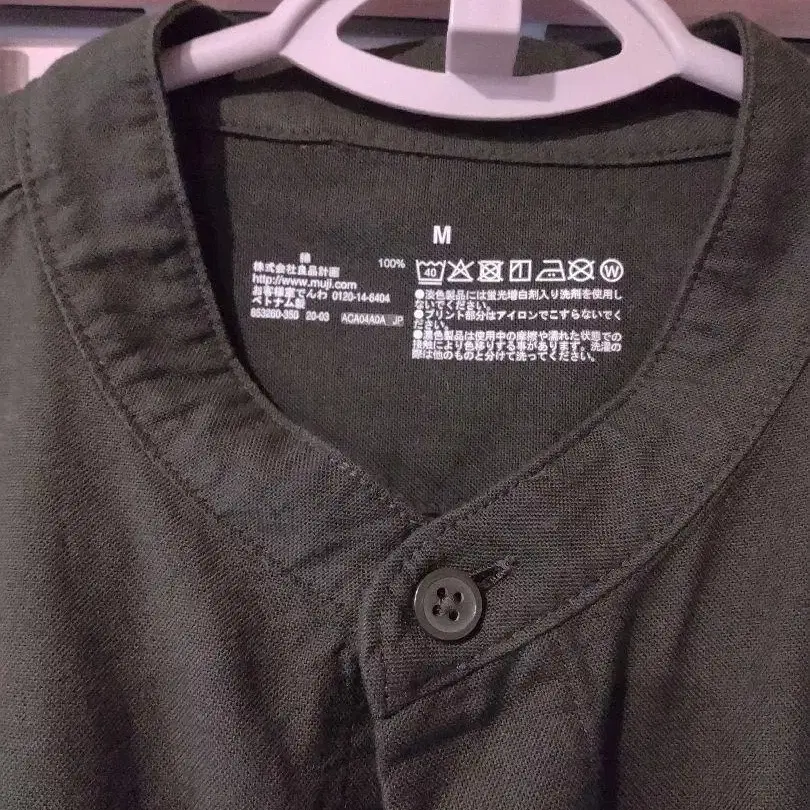 M
綿 100%
株式会社良品計画
http://www.muji.com
お客様室でんわ 0120-14-6404
ベトナム製
653260-350 20-03 ACA04A0A JP
40
W
●淡色製品には蛍光増白剤入り洗剤を使用し
ないでください。
●プリント部分はアイロンでこすらないでく
ださい。
●濃色製品は使用中の摩擦や濡れた状態での
接触により色移りする事があります。洗濯の
際は他のものと分けて洗ってください。